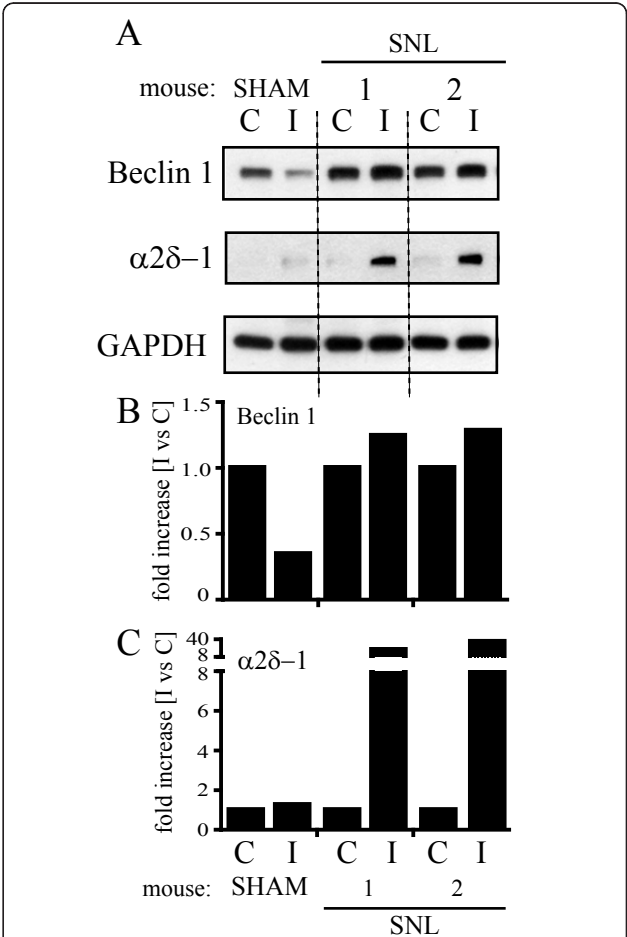 A
SNL
mouse: SHAM 1 2
C I C I C I
Beclin 1
α2δ–1
GAPDH
B
Beclin 1
fold increase [I vs C]
1.5
1.0
0.5
0
C
α2δ–1
fold increase [I vs C]
40
8
8
6
4
2
0
C I C I C I
mouse: SHAM 1 2
SNL